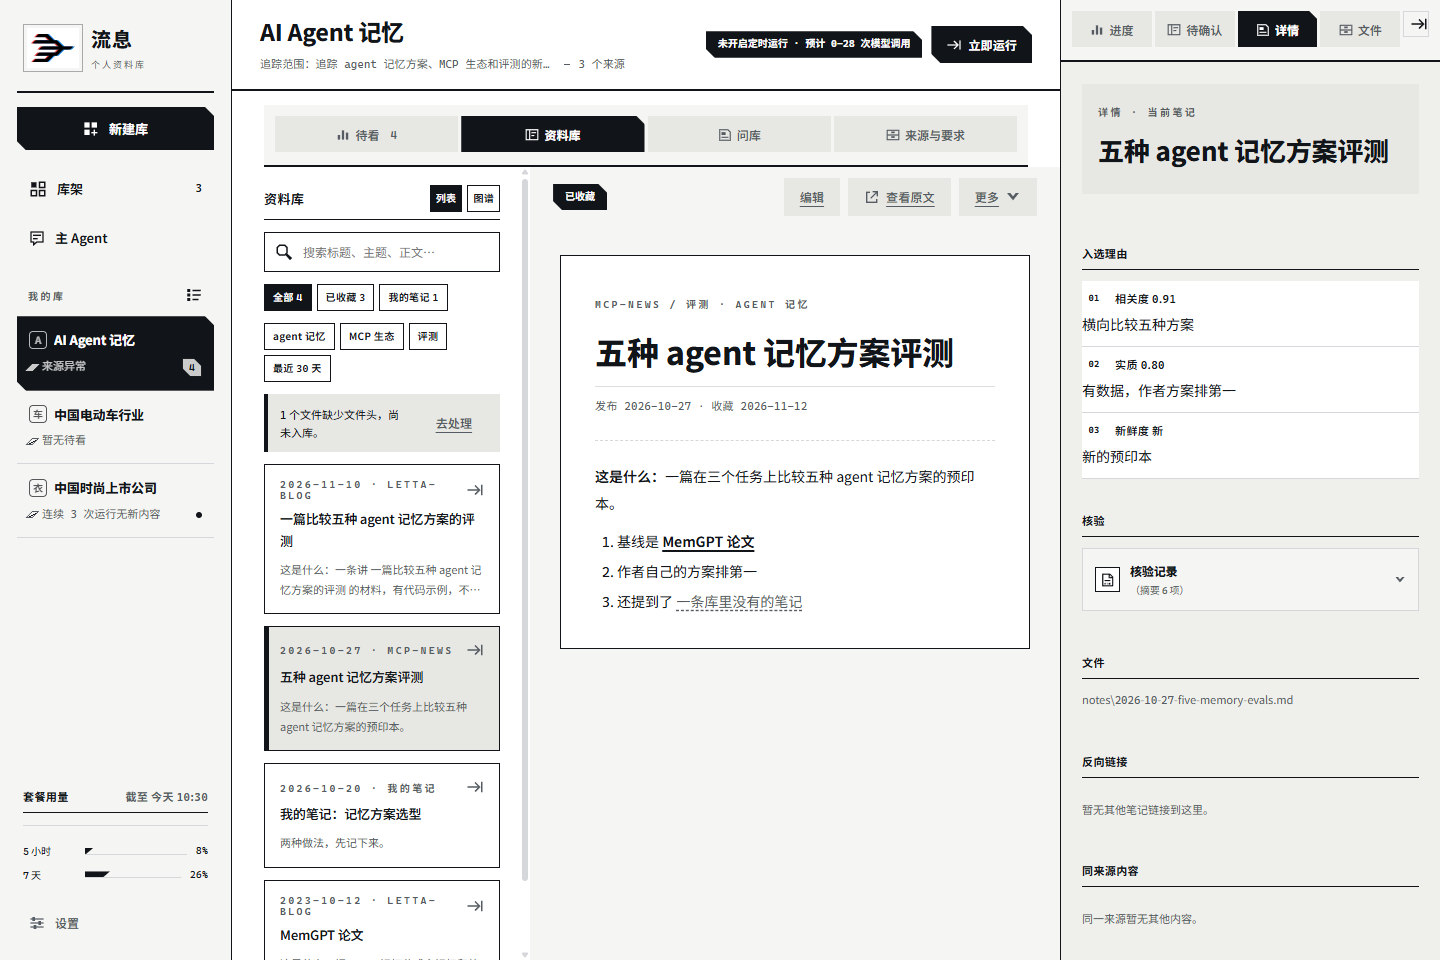 流息
个人资料库
新建库
库架 3
主 Agent
我的库
A AI Agent 记忆
来源异常 4
车 中国电动车行业
暂无待看
衣 中国时尚上市公司
连续 3 次运行无新内容
套餐用量 截至 今天 10:30
5 小时 8%
7 天 26%
设置
AI Agent 记忆
追踪范围：追踪 agent 记忆方案、MCP 生态和评测的新… — 3 个来源
未开启定时运行 · 预计 0–28 次模型调用
立即运行
待看 4
资料库
问库
来源与要求
资料库
列表 图谱
搜索标题、主题、正文…
全部 4 已收藏 3 我的笔记 1
agent 记忆 MCP 生态 评测
最近 30 天
1 个文件缺少文件头，尚
未入库。
去处理
2026-11-10 · LETTA-
BLOG
一篇比较五种 agent 记忆方案的评
测
这是什么：一条讲 一篇比较五种 agent 记
忆方案的评测 的材料，有代码示例，不…
2026-10-27 · MCP-NEWS
五种 agent 记忆方案评测
这是什么：一篇在三个任务上比较五种
agent 记忆方案的预印本。
2026-10-20 · 我的笔记
我的笔记：记忆方案选型
两种做法，先记下来。
2023-10-12 · LETTA-
BLOG
MemGPT 论文
已收藏
编辑
查看原文
更多
MCP-NEWS / 评测 · AGENT 记忆
五种 agent 记忆方案评测
发布 2026-10-27 · 收藏 2026-11-12
这是什么：一篇在三个任务上比较五种 agent 记忆方案的预印
本。
1. 基线是 MemGPT 论文
2. 作者自己的方案排第一
3. 还提到了 一条库里没有的笔记
进度
待确认
详情
文件
详情 · 当前笔记
五种 agent 记忆方案评测
入选理由
01 相关度 0.91
横向比较五种方案
02 实质 0.80
有数据，作者方案排第一
03 新鲜度 新
新的预印本
核验
核验记录
（摘要 6 项）
文件
notes\2026-10-27-five-memory-evals.md
反向链接
暂无其他笔记链接到这里。
同来源内容
同一来源暂无其他内容。